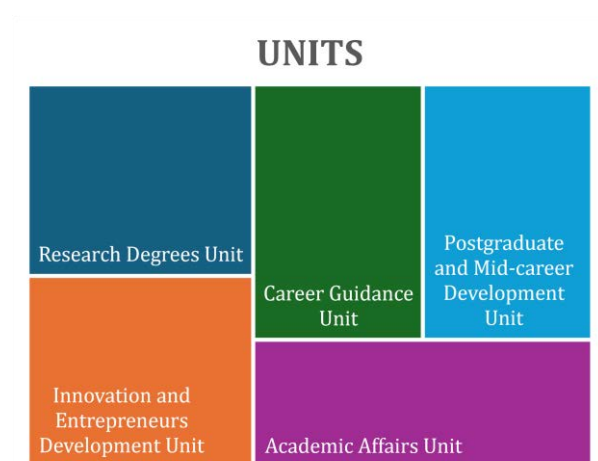 UNITS
Research Degrees Unit
Career Guidance
Unit
Postgraduate
and Mid-career
Development
Unit
Innovation and
Entrepreneurs
Development Unit
Academic Affairs Unit